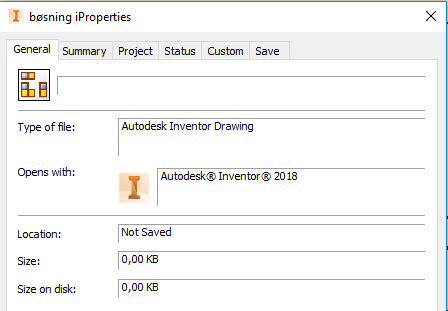 bøsning iProperties
General Summary Project Status Custom Save
Type of file: Autodesk Inventor Drawing
Opens with: Autodesk® Inventor® 2018
Location: Not Saved
Size: 0,00 KB
Size on disk: 0,00 KB